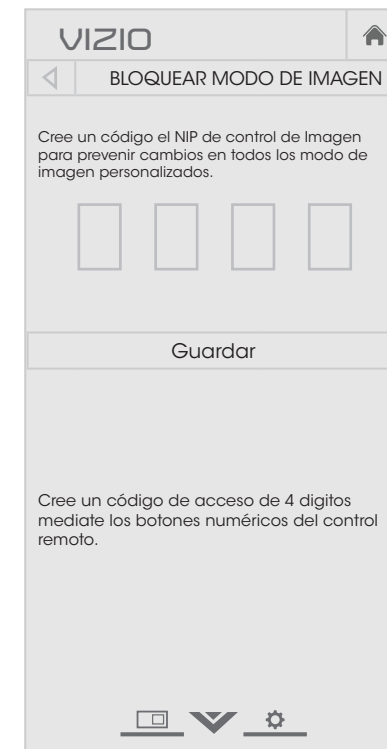 VIZIO
BLOQUEAR MODO DE IMAGEN
Cree un código el NIP de control de Imagen
para prevenir cambios en todos los modo de
imagen personalizados.
Guardar
Cree un código de acceso de 4 digitos
mediate los botones numéricos del control
remoto.